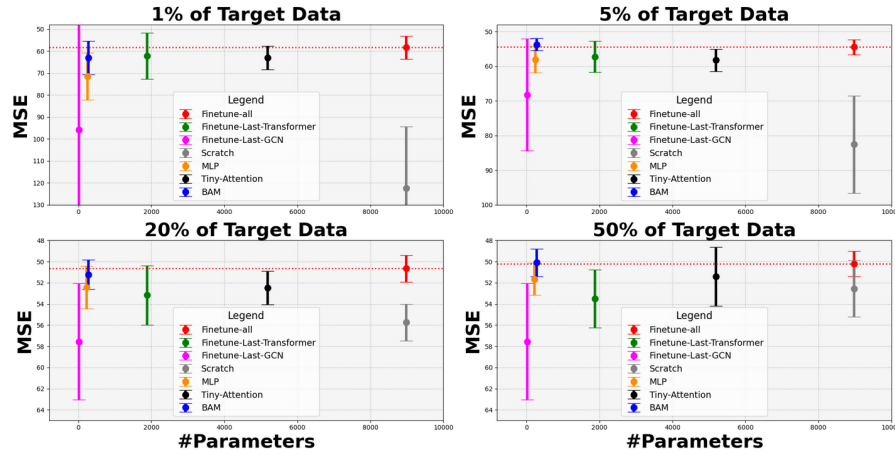 1% of Target Data
MSE
50
60
70
80
90
100
110
120
130
0
2000
4000
6000
8000
10000
Legend
Finetune-all
Finetune-Last-Transformer
Finetune-Last-GCN
Scratch
MLP
Tiny-Attention
BAM
5% of Target Data
MSE
50
60
70
80
90
100
0
2000
4000
6000
8000
1000
Legend
Finetune-all
Finetune-Last-Transformer
Finetune-Last-GCN
Scratch
MLP
Tiny-Attention
BAM
20% of Target Data
MSE
48
50
52
54
56
58
60
62
64
0
2000
4000
6000
8000
10000
#Parameters
Legend
Finetune-all
Finetune-Last-Transformer
Finetune-Last-GCN
Scratch
MLP
Tiny-Attention
BAM
50% of Target Data
MSE
48
50
52
54
56
58
60
62
64
0
2000
4000
6000
8000
1000
#Parameters
Legend
Finetune-all
Finetune-Last-Transformer
Finetune-Last-GCN
Scratch
MLP
Tiny-Attention
BAM